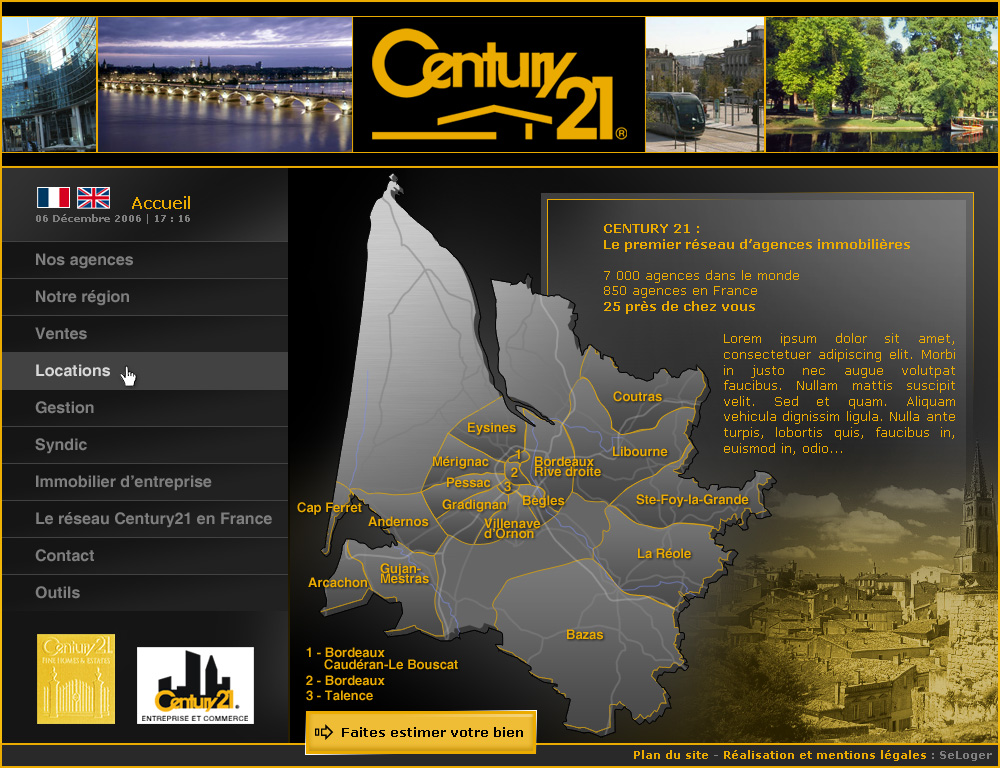 Century 21®
Accueil
06 Décembre 2006 | 17 : 16
Nos agences
Notre région
Ventes
Locations
Gestion
Syndic
Immobilier d'entreprise
Le réseau Century21 en France
Contact
Outils
Century 21
FINE HOMES & ESTATES
Century 21®
ENTREPRISE ET COMMERCE
CENTURY 21 :
Le premier réseau d'agences immobilières
7 000 agences dans le monde
850 agences en France
25 près de chez vous
Lorem ipsum dolor sit amet,
consectetuer adipiscing elit. Morbi
in justo nec augue volutpat
faucibus. Nullam mattis suscipit
velit. Sed et quam. Aliquam
vehicula dignissim ligula. Nulla ante
turpis, lobortis quis, faucibus in,
euismod in, odio...
Coutras
Eysines
Libourne
1
Mérignac
Bordeaux
Rive droite
2
Pessac
3
Ste-Foy-la-Grande
Gradignan
Bègles
Cap Ferret
Andernos
Villenave
d'Ornon
La Réole
Gujan-
Mestras
Arcachon
Bazas
1 - Bordeaux
Caudéran-Le Bouscat
2 - Bordeaux
3 - Talence
Faites estimer votre bien
Plan du site - Réalisation et mentions légales : SeLoger